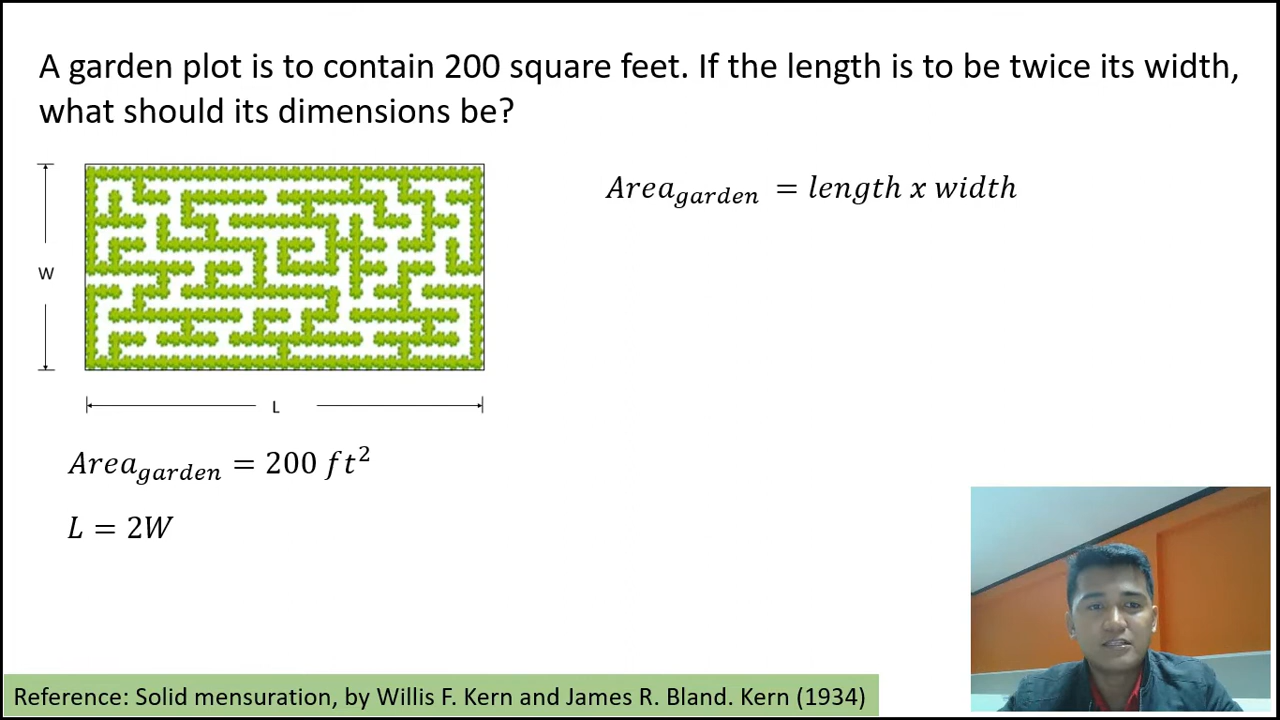 A garden plot is to contain 200 square feet. If the length is to be twice its width,
what should its dimensions be?
W
L
Area_garden = length x width
Area_garden = 200 ft²
L = 2W
Reference: Solid mensuration, by Willis F. Kern and James R. Bland. Kern (1934)